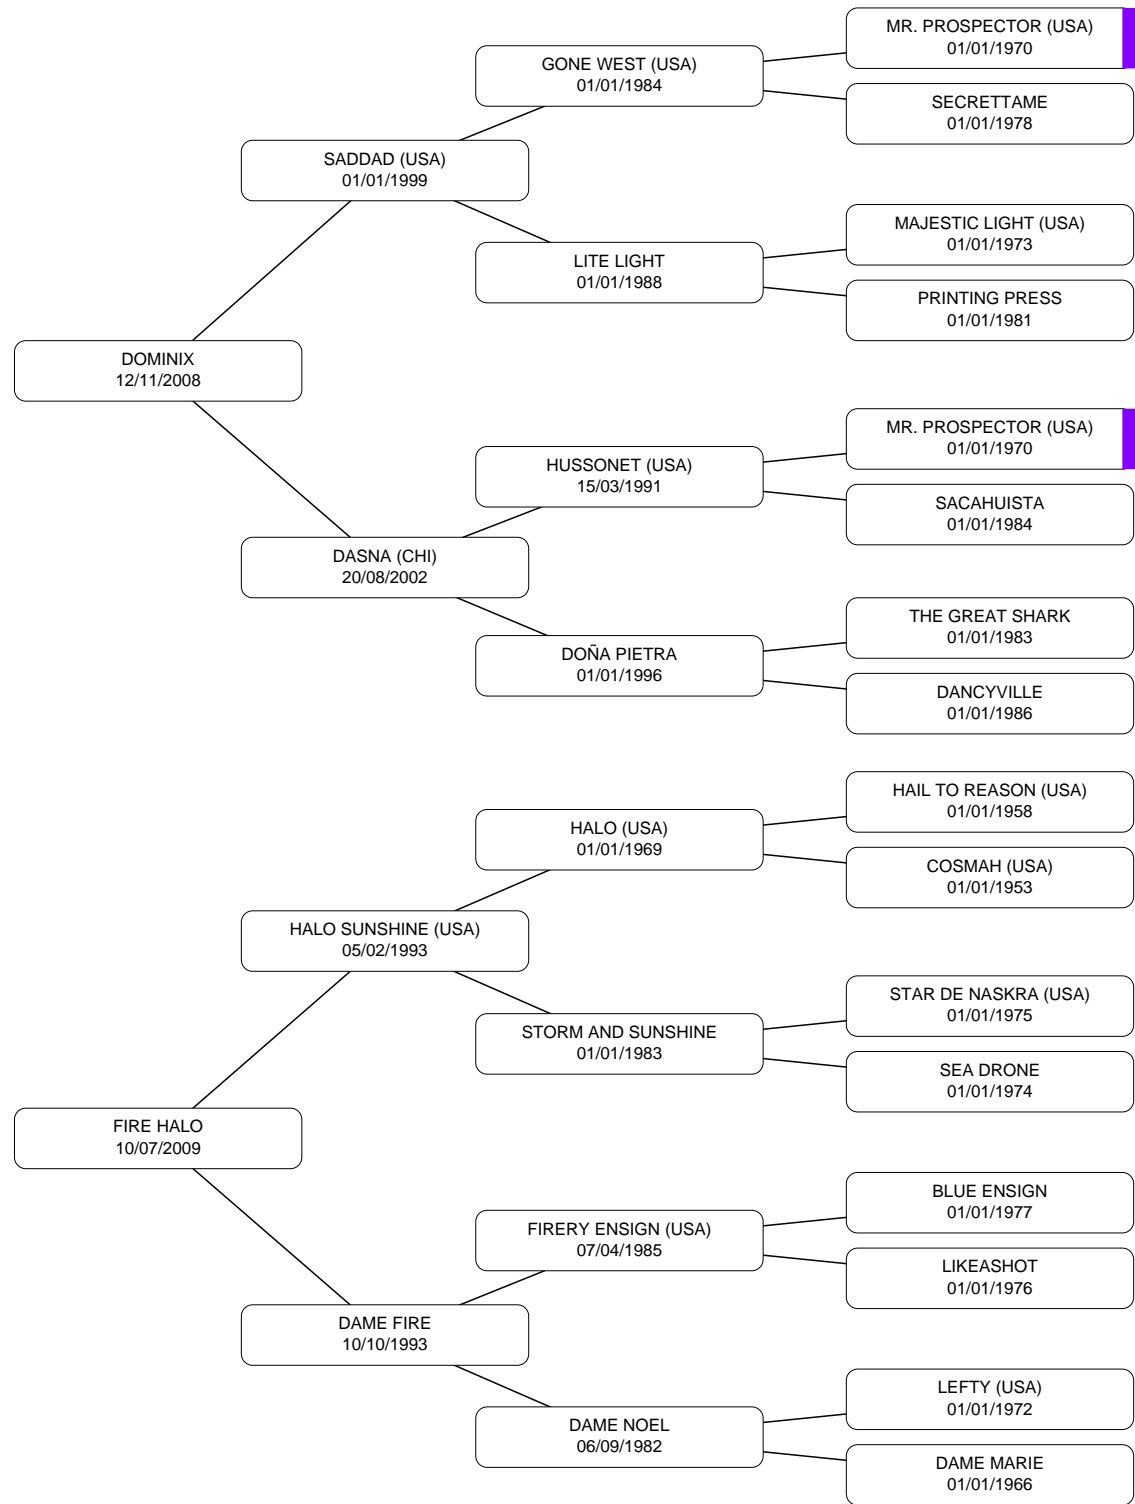 MR. PROSPECTOR (USA)
01/01/1970
GONE WEST (USA)
01/01/1984
SECRETTAME
01/01/1978
SADDAD (USA)
01/01/1999
MAJESTIC LIGHT (USA)
01/01/1973
LITE LIGHT
01/01/1988
PRINTING PRESS
01/01/1981
DOMINIX
12/11/2008
MR. PROSPECTOR (USA)
01/01/1970
HUSSONET (USA)
15/03/1991
SACAHUISTA
01/01/1984
DASNA (CHI)
20/08/2002
THE GREAT SHARK
01/01/1983
DOÑA PIETRA
01/01/1996
DANCYVILLE
01/01/1986
HAIL TO REASON (USA)
01/01/1958
HALO (USA)
01/01/1969
COSMAH (USA)
01/01/1953
HALO SUNSHINE (USA)
05/02/1993
STAR DE NASKRA (USA)
01/01/1975
STORM AND SUNSHINE
01/01/1983
SEA DRONE
01/01/1974
FIRE HALO
10/07/2009
BLUE ENSIGN
01/01/1977
FIRERY ENSIGN (USA)
07/04/1985
LIKEASHOT
01/01/1976
DAME FIRE
10/10/1993
LEFTY (USA)
01/01/1972
DAME NOEL
06/09/1982
DAME MARIE
01/01/1966